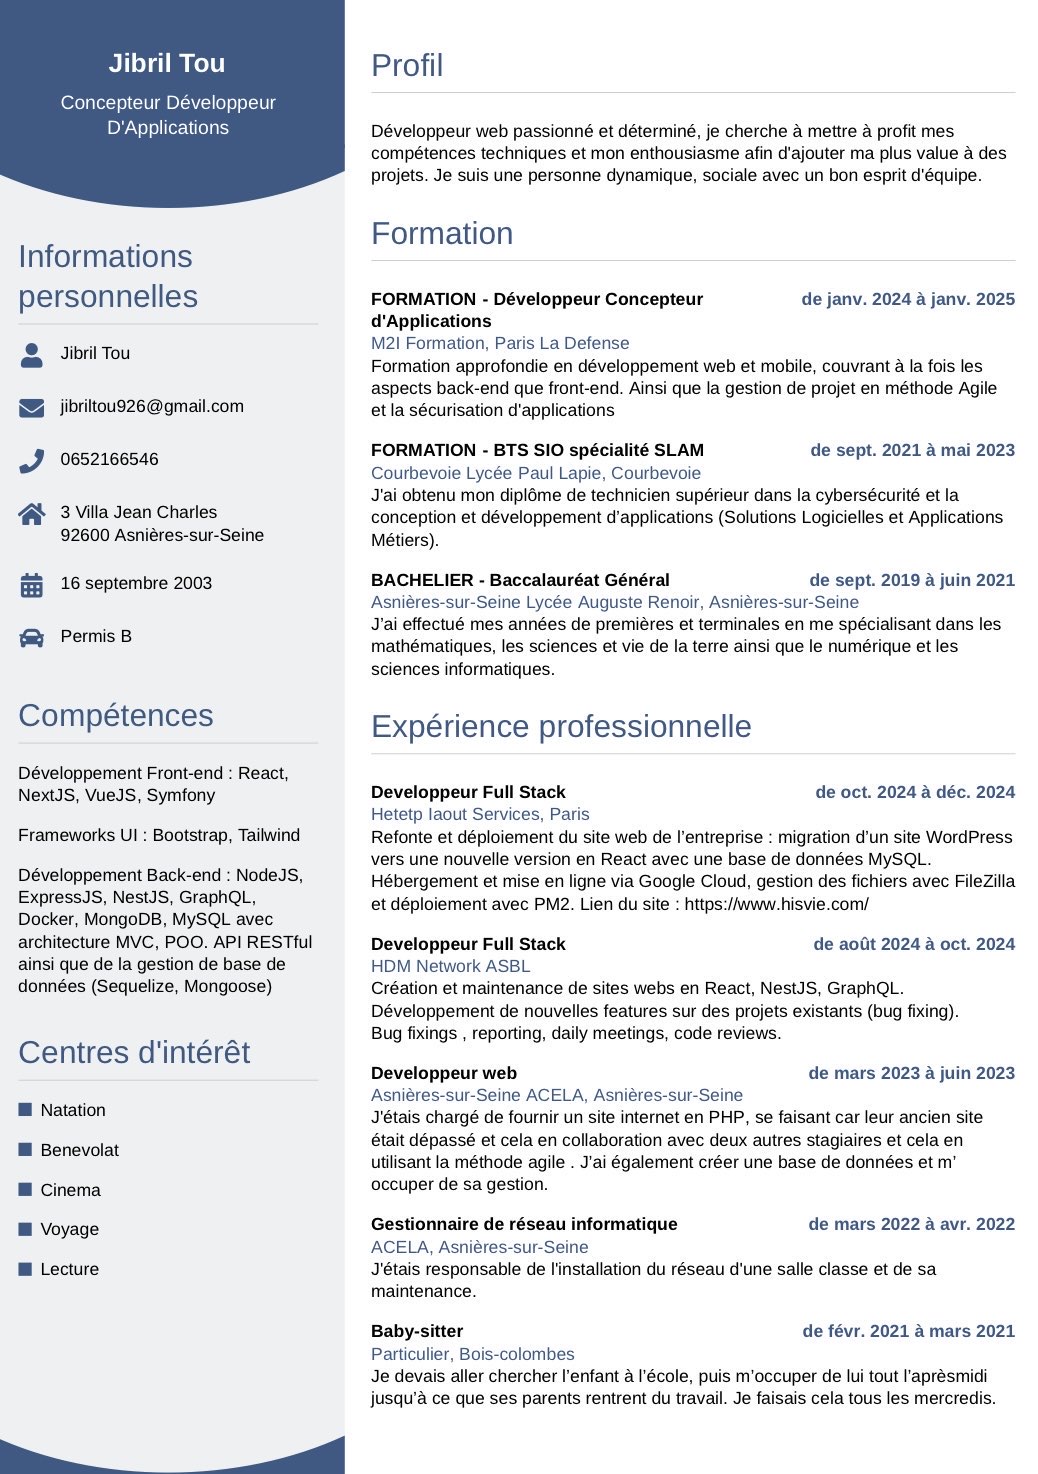 Jibril Tou
Concepteur Développeur
D'Applications
Informations
personnelles
Jibril Tou
jibriltou926@gmail.com
0652166546
3 Villa Jean Charles
92600 Asnières-sur-Seine
16 septembre 2003
Permis B
Compétences
Développement Front-end : React,
NextJS, VueJS, Symfony
Frameworks UI : Bootstrap, Tailwind
Développement Back-end : NodeJS,
ExpressJS, NestJS, GraphQL,
Docker, MongoDB, MySQL avec
architecture MVC, POO. API RESTful
ainsi que de la gestion de base de
données (Sequelize, Mongoose)
Centres d'intérêt
Natation
Benevolat
Cinema
Voyage
Lecture
Profil
Développeur web passionné et déterminé, je cherche à mettre à profit mes
compétences techniques et mon enthousiasme afin d'ajouter ma plus value à des
projets. Je suis une personne dynamique, sociale avec un bon esprit d'équipe.
Formation
FORMATION - Développeur Concepteur de janv. 2024 à janv. 2025
d'Applications
M2I Formation, Paris La Defense
Formation approfondie en développement web et mobile, couvrant à la fois les
aspects back-end que front-end. Ainsi que la gestion de projet en méthode Agile
et la sécurisation d'applications
FORMATION - BTS SIO spécialité SLAM de sept. 2021 à mai 2023
Courbevoie Lycée Paul Lapie, Courbevoie
J'ai obtenu mon diplôme de technicien supérieur dans la cybersécurité et la
conception et développement d’applications (Solutions Logicielles et Applications
Métiers).
BACHELIER - Baccalauréat Général de sept. 2019 à juin 2021
Asnières-sur-Seine Lycée Auguste Renoir, Asnières-sur-Seine
J’ai effectué mes années de premières et terminales en me spécialisant dans les
mathématiques, les sciences et vie de la terre ainsi que le numérique et les
sciences informatiques.
Expérience professionnelle
Developpeur Full Stack de oct. 2024 à déc. 2024
Hetetp Iaout Services, Paris
Refonte et déploiement du site web de l’entreprise : migration d’un site WordPress
vers une nouvelle version en React avec une base de données MySQL.
Hébergement et mise en ligne via Google Cloud, gestion des fichiers avec FileZilla
et déploiement avec PM2. Lien du site : https://www.hisvie.com/
Developpeur Full Stack de août 2024 à oct. 2024
HDM Network ASBL
Création et maintenance de sites webs en React, NestJS, GraphQL.
Développement de nouvelles features sur des projets existants (bug fixing).
Bug fixings , reporting, daily meetings, code reviews.
Developpeur web de mars 2023 à juin 2023
Asnières-sur-Seine ACELA, Asnières-sur-Seine
J'étais chargé de fournir un site internet en PHP, se faisant car leur ancien site
était dépassé et cela en collaboration avec deux autres stagiaires et cela en
utilisant la méthode agile . J’ai également créer une base de données et m’
occuper de sa gestion.
Gestionnaire de réseau informatique de mars 2022 à avr. 2022
ACELA, Asnières-sur-Seine
J'étais responsable de l'installation du réseau d'une salle classe et de sa
maintenance.
Baby-sitter de févr. 2021 à mars 2021
Particulier, Bois-colombes
Je devais aller chercher l’enfant à l’école, puis m’occuper de lui tout l’aprèsmidi
jusqu’à ce que ses parents rentrent du travail. Je faisais cela tous les mercredis.